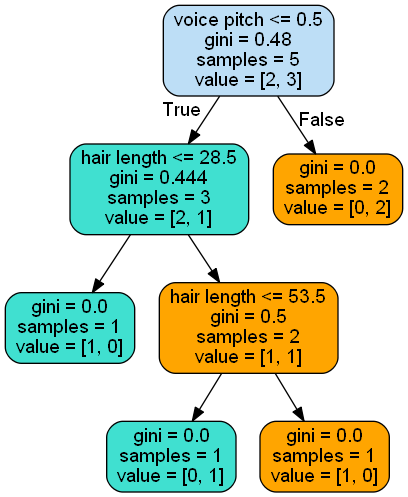 voice pitch <= 0.5
gini = 0.48
samples = 5
value = [2, 3]
True
False
hair length <= 28.5
gini = 0.444
samples = 3
value = [2, 1]
gini = 0.0
samples = 2
value = [0, 2]
gini = 0.0
samples = 1
value = [1, 0]
hair length <= 53.5
gini = 0.5
samples = 2
value = [1, 1]
gini = 0.0
samples = 1
value = [0, 1]
gini = 0.0
samples = 1
value = [1, 0]